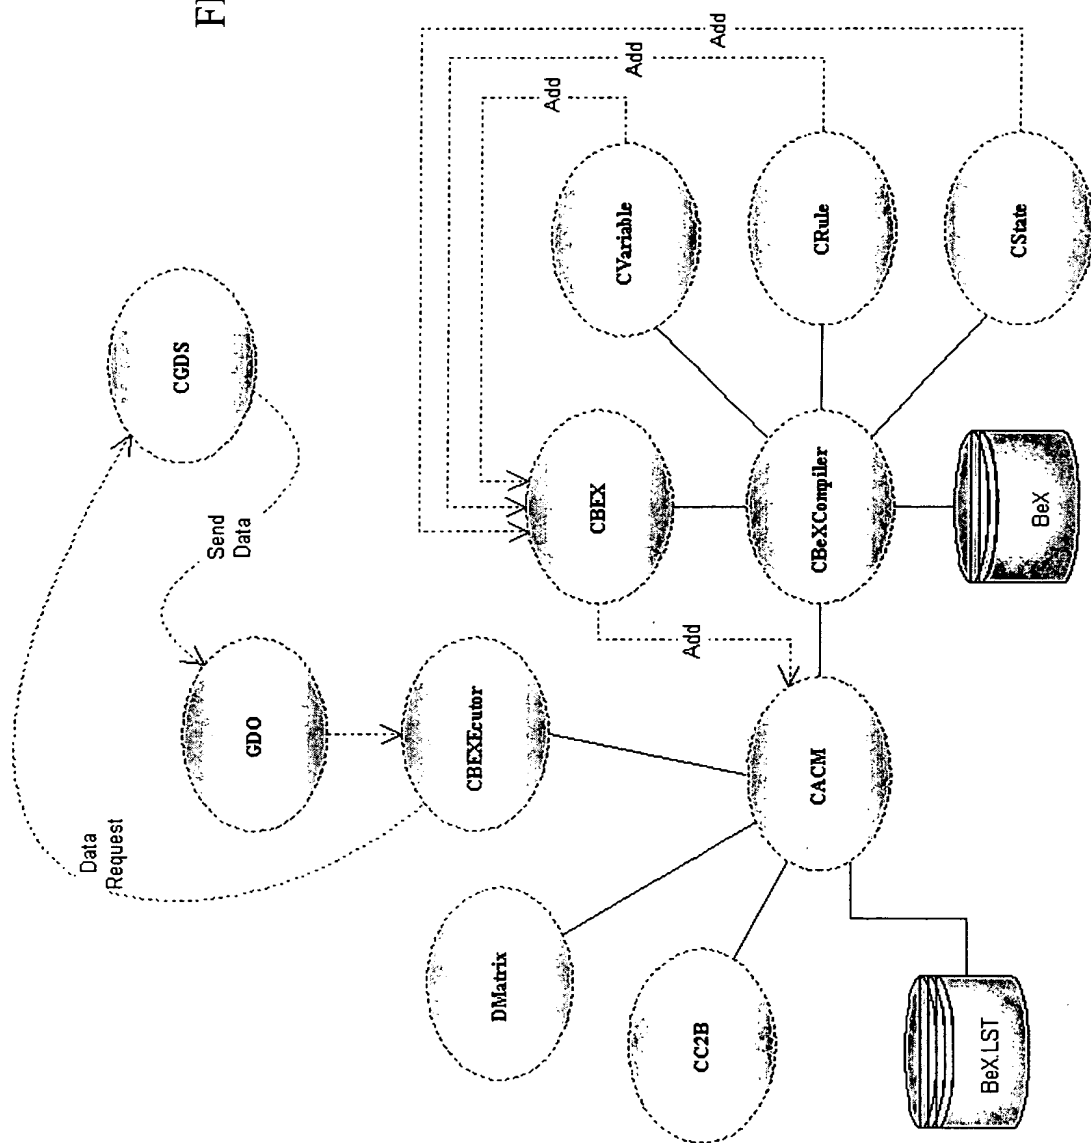 F
Add
Add
Add
CVariable
CRule
CState
CGDS
Send
Data
CBEX
CBeXCompiler
BeX
Add
GDO
CBEXEcutor
CACM
Data
Request
DMatrix
CC2B
BeX.LST